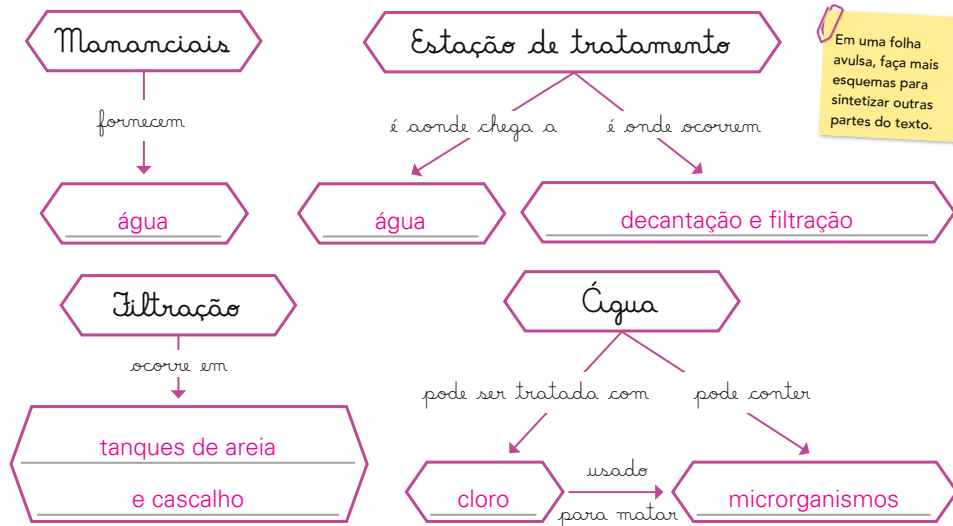 Mananciais
fornecem
água
Estação de tratamento
é aonde chega a
é onde ocorrem
água
decantação e filtração
Em uma folha
avulsa, faça mais
esquemas para
sintetizar outras
partes do texto.
Filtração
ocorre em
tanques de areia
e cascalho
Água
pode ser tratada com
pode conter
cloro
usado
para matar
microrganismos